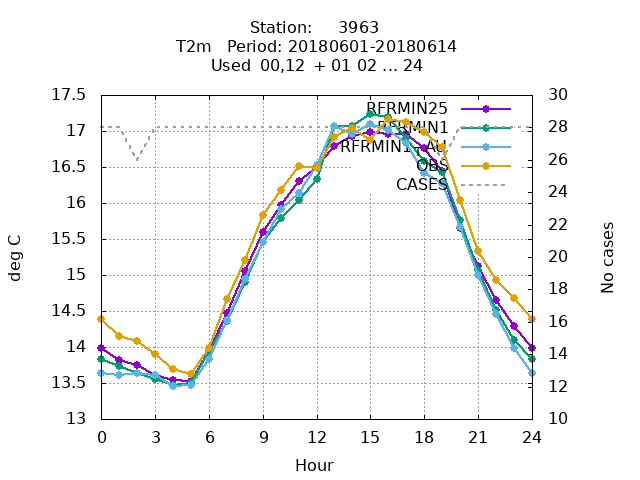 Station:     3963
T2m   Period: 20180601-20180614
Used  00,12  + 01 02 ... 24
17.5
17
16.5
16
15.5
15
14.5
14
13.5
13
30
28
26
24
22
20
18
16
14
12
10
RFRMIN25
RFRMIN1
OBS
CASES
deg C
No cases
0 3 6 9 12 15 18 21 24
Hour